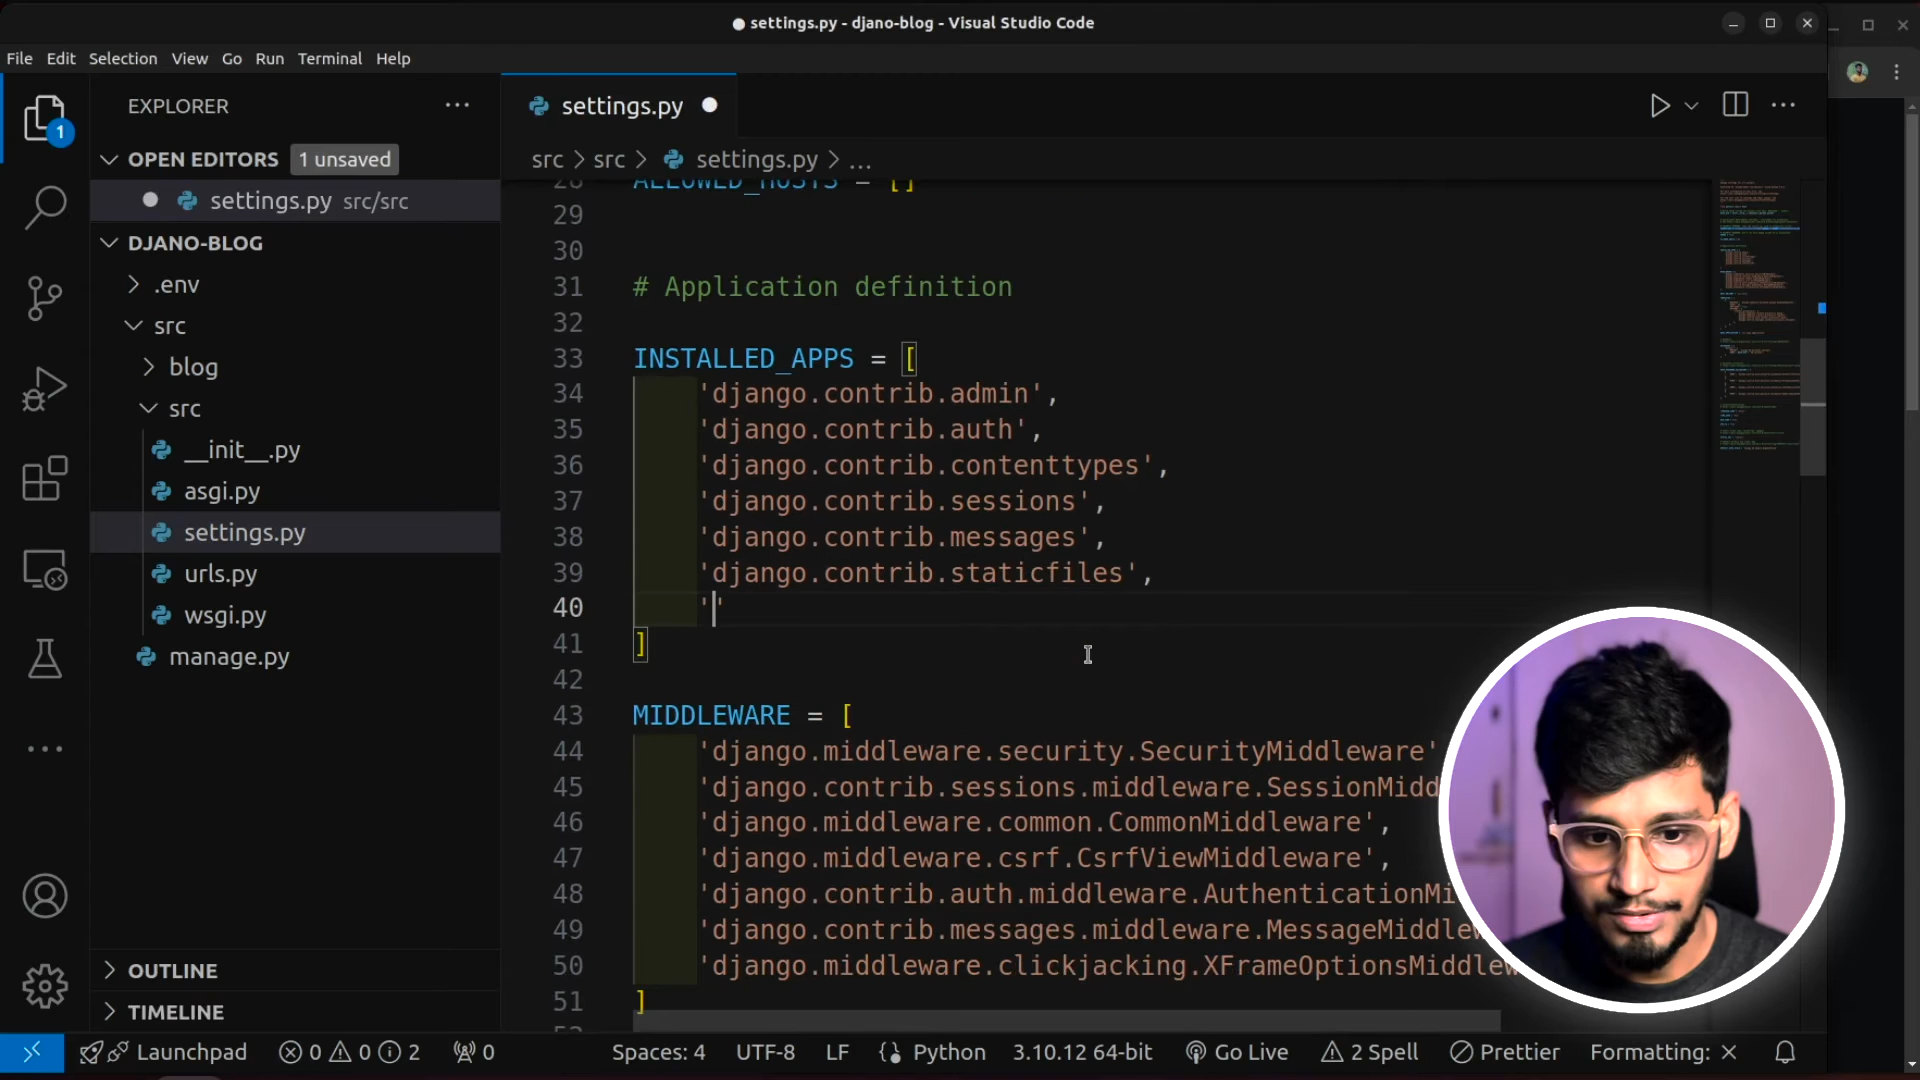 settings.py - djano-blog - Visual Studio Code
File Edit Selection View Go Run Terminal Help
EXPLORER
OPEN EDITORS 1 unsaved
settings.py src/src
DJANO-BLOG
.env
src
blog
src
__init__.py
asgi.py
settings.py
urls.py
wsgi.py
manage.py
OUTLINE
TIMELINE
1
settings.py
src > src > settings.py > ...
28 ALLOWED_HOSTS = []
29
30
31 # Application definition
32
33 INSTALLED_APPS = [
34 'django.contrib.admin',
35 'django.contrib.auth',
36 'django.contrib.contenttypes',
37 'django.contrib.sessions',
38 'django.contrib.messages',
39 'django.contrib.staticfiles',
40 ''
41 ]
42
43 MIDDLEWARE = [
44 'django.middleware.security.SecurityMiddleware'
45 'django.contrib.sessions.middleware.SessionMidd
46 'django.middleware.common.CommonMiddleware',
47 'django.middleware.csrf.CsrfViewMiddleware',
48 'django.contrib.auth.middleware.AuthenticationMi
49 'django.contrib.messages.middleware.MessageMiddlew
50 'django.middleware.clickjacking.XFrameOptionsMiddlew
51 ]
Launchpad 0 0 2 0 Spaces: 4 UTF-8 LF Python 3.10.12 64-bit Go Live 2 Spell Prettier Formatting: ×